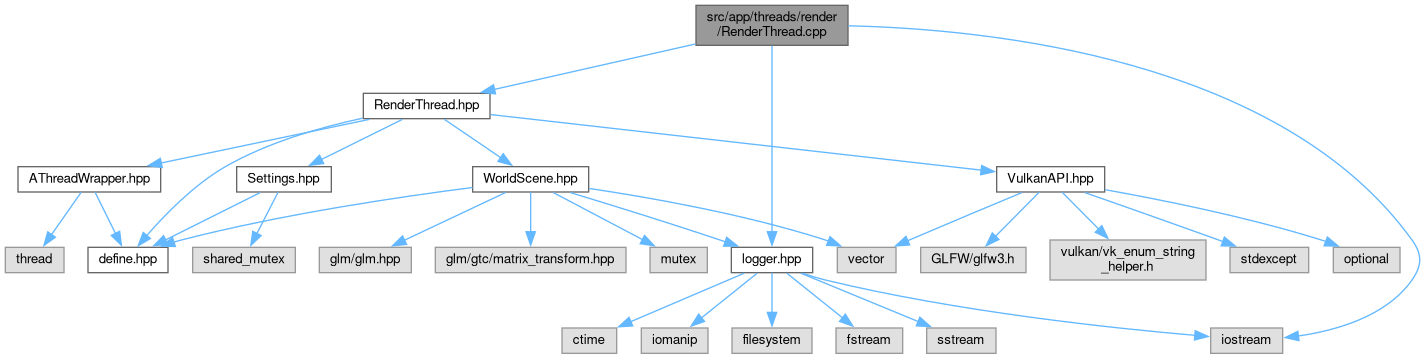 src/app/threads/render
/RenderThread.cpp
RenderThread.hpp
AThreadWrapper.hpp
Settings.hpp
WorldScene.hpp
VulkanAPI.hpp
thread
define.hpp
shared_mutex
glm/glm.hpp
glm/gtc/matrix_transform.hpp
mutex
logger.hpp
vector
GLFW/glfw3.h
vulkan/vk_enum_string
_helper.h
stdexcept
optional
ctime
iomanip
filesystem
fstream
sstream
iostream